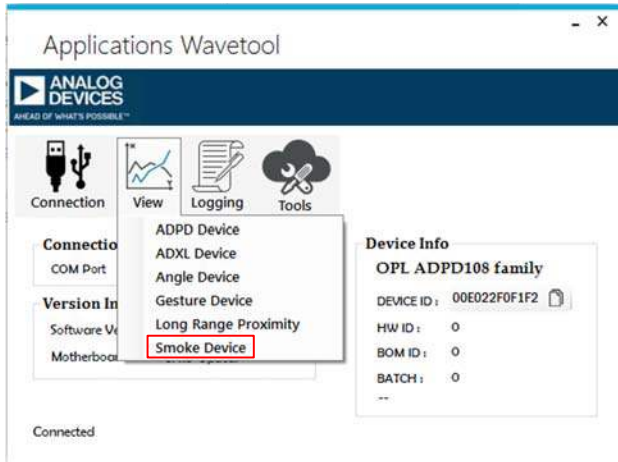 Applications Wavetool
ANALOG
DEVICES
AHEAD OF WHAT'S POSSIBLE™
Connection View Logging Tools
ADPD Device
ADXL Device
Angle Device
Gesture Device
Long Range Proximity
Smoke Device
Connectio
COM Port
Version In
Software Ve
Motherboar
Device Info
OPL ADPD108 family
DEVICE ID : 00E022F0F1F2
HW ID : 0
BOM ID : 0
BATCH : 0
--
Connected